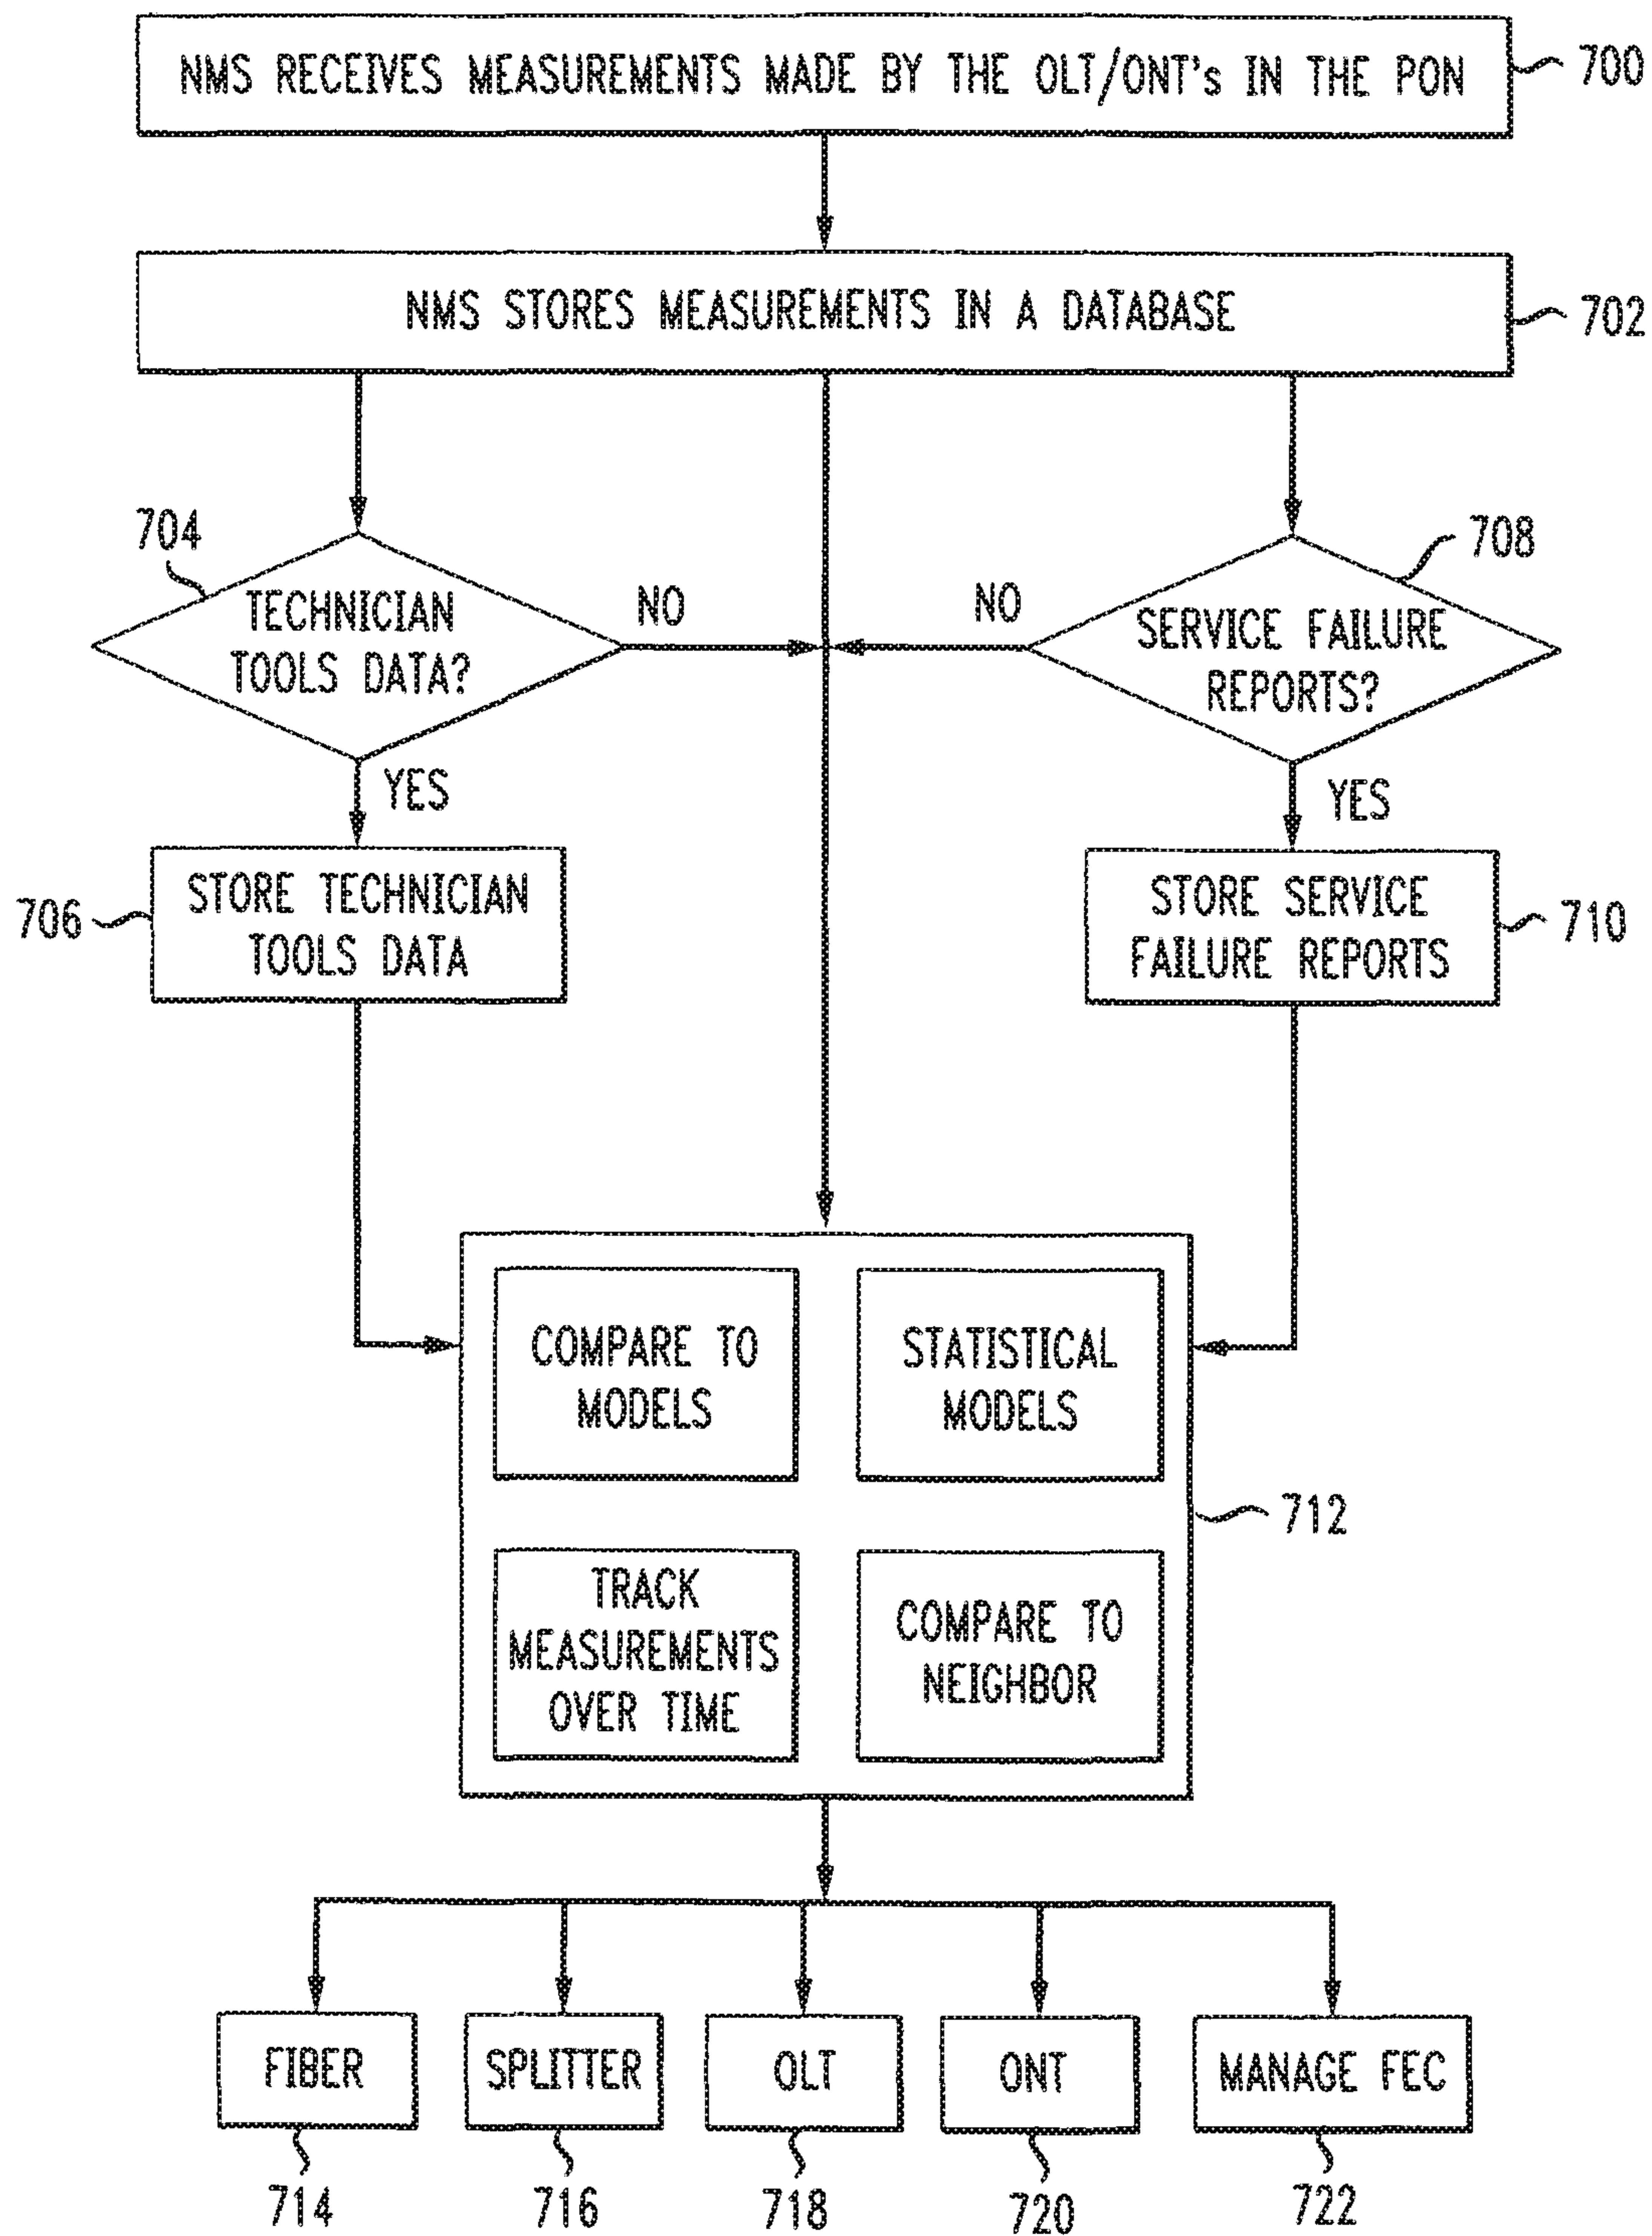 NMS RECEIVES MEASUREMENTS MADE BY THE OLT/ONT's IN THE PON
700
NMS STORES MEASUREMENTS IN A DATABASE
702
704
TECHNICIAN
TOOLS DATA?
NO
NO
708
SERVICE FAILURE
REPORTS?
YES
YES
706
STORE TECHNICIAN
TOOLS DATA
STORE SERVICE
FAILURE REPORTS
710
COMPARE TO
MODELS
STATISTICAL
MODELS
712
TRACK
MEASUREMENTS
OVER TIME
COMPARE TO
NEIGHBOR
FIBER
SPLITTER
OLT
ONT
MANAGE FEC
714
716
718
720
722